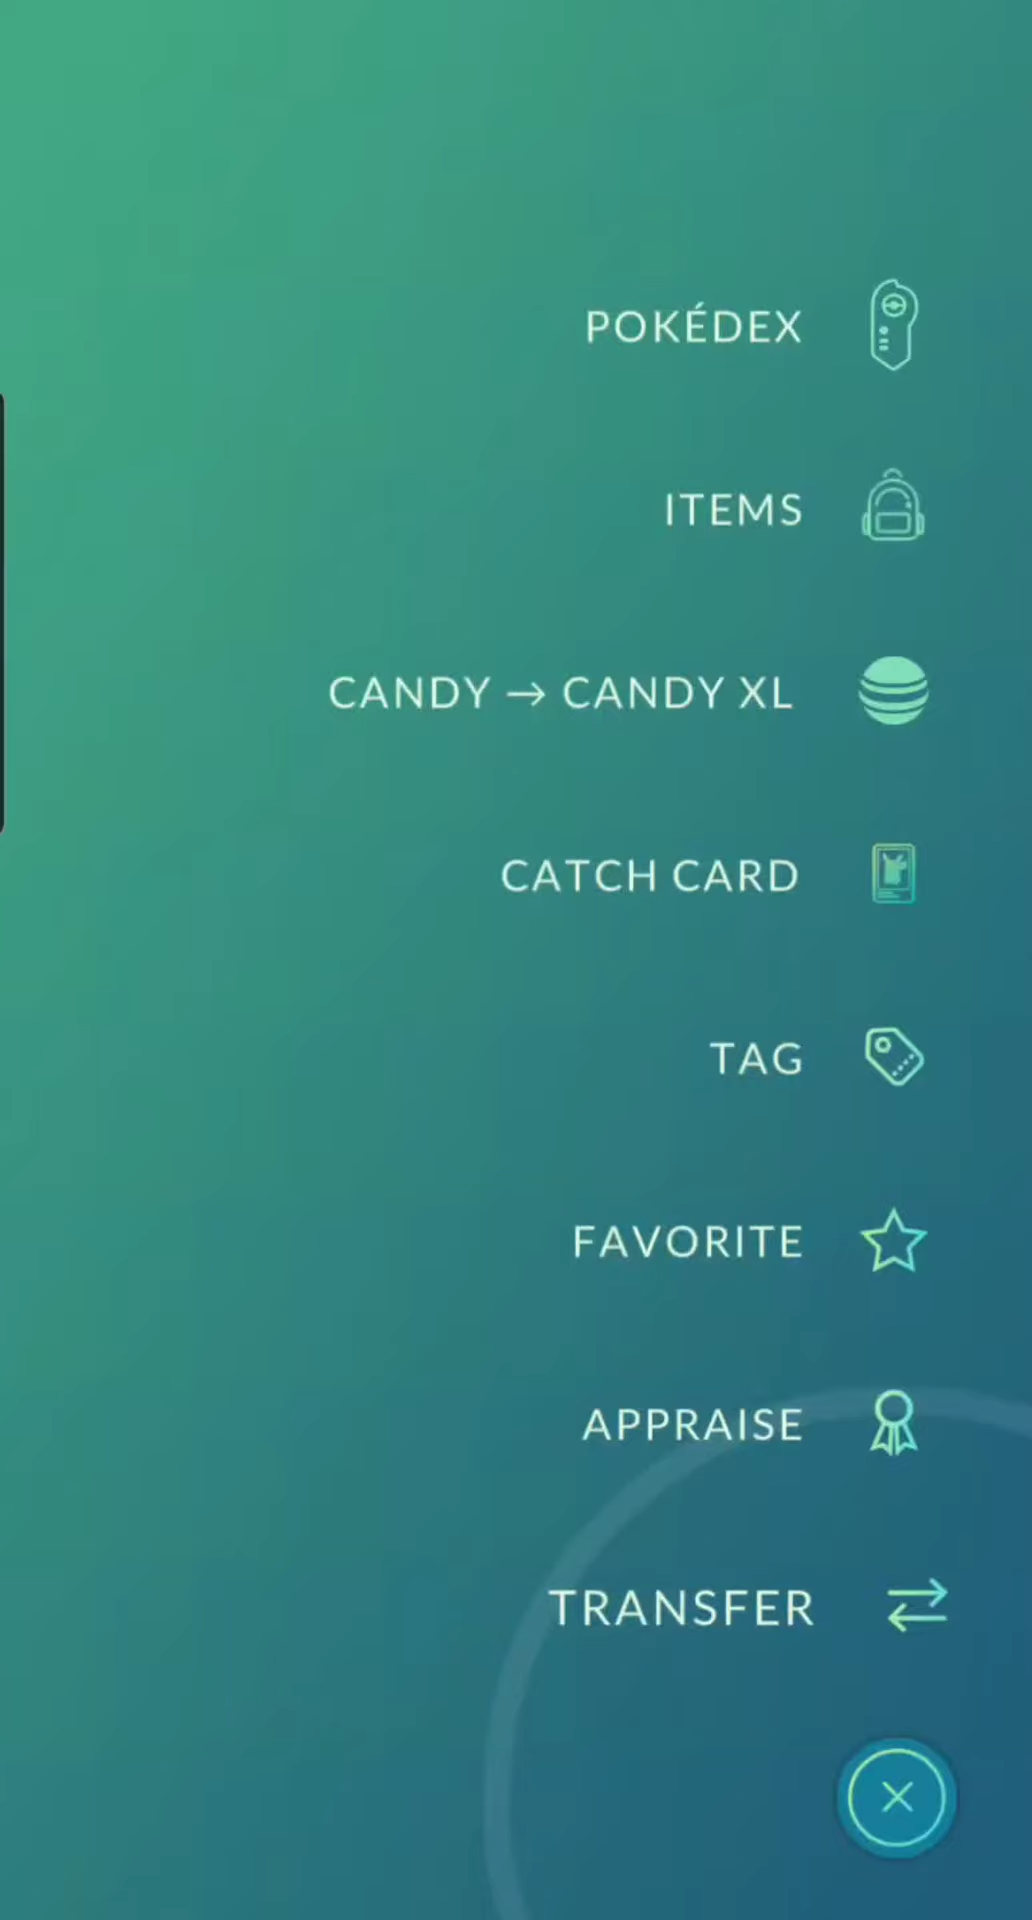 POKÉDEX
ITEMS
CANDY → CANDY XL
CATCH CARD
TAG
FAVORITE
APPRAISE
TRANSFER